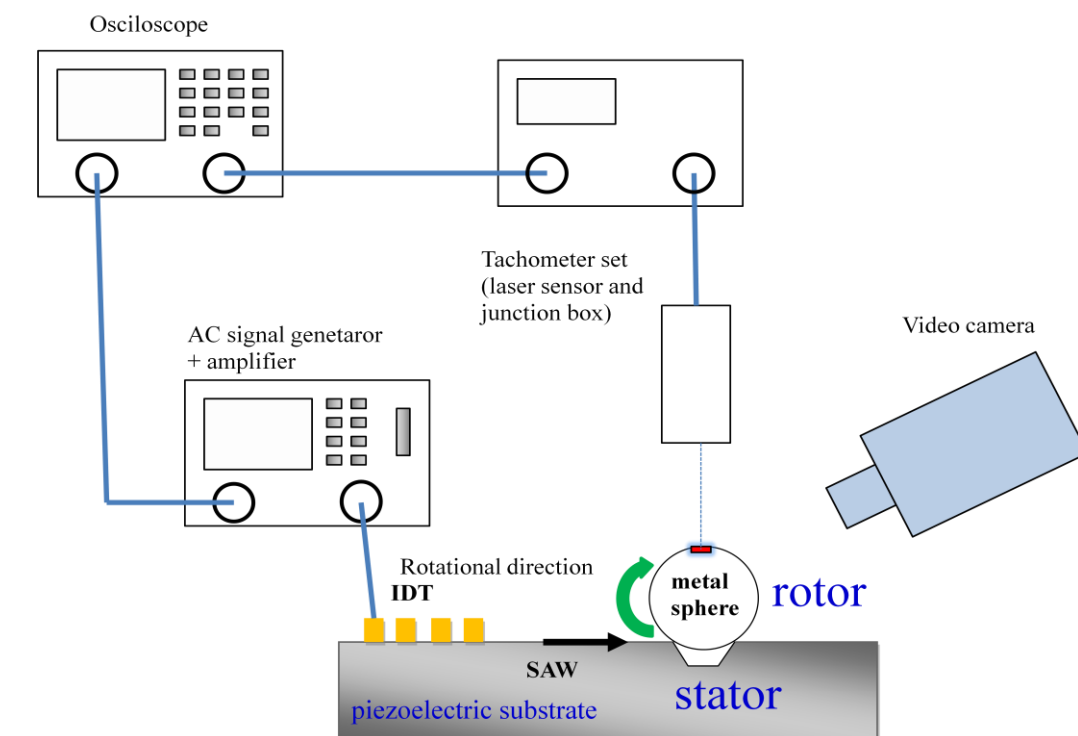 Osciloscope
Tachometer set
(laser sensor and
junction box)
AC signal genetaror
+ amplifier
Video camera
Rotational direction
IDT
metal
sphere
rotor
SAW
stator
piezoelectric substrate